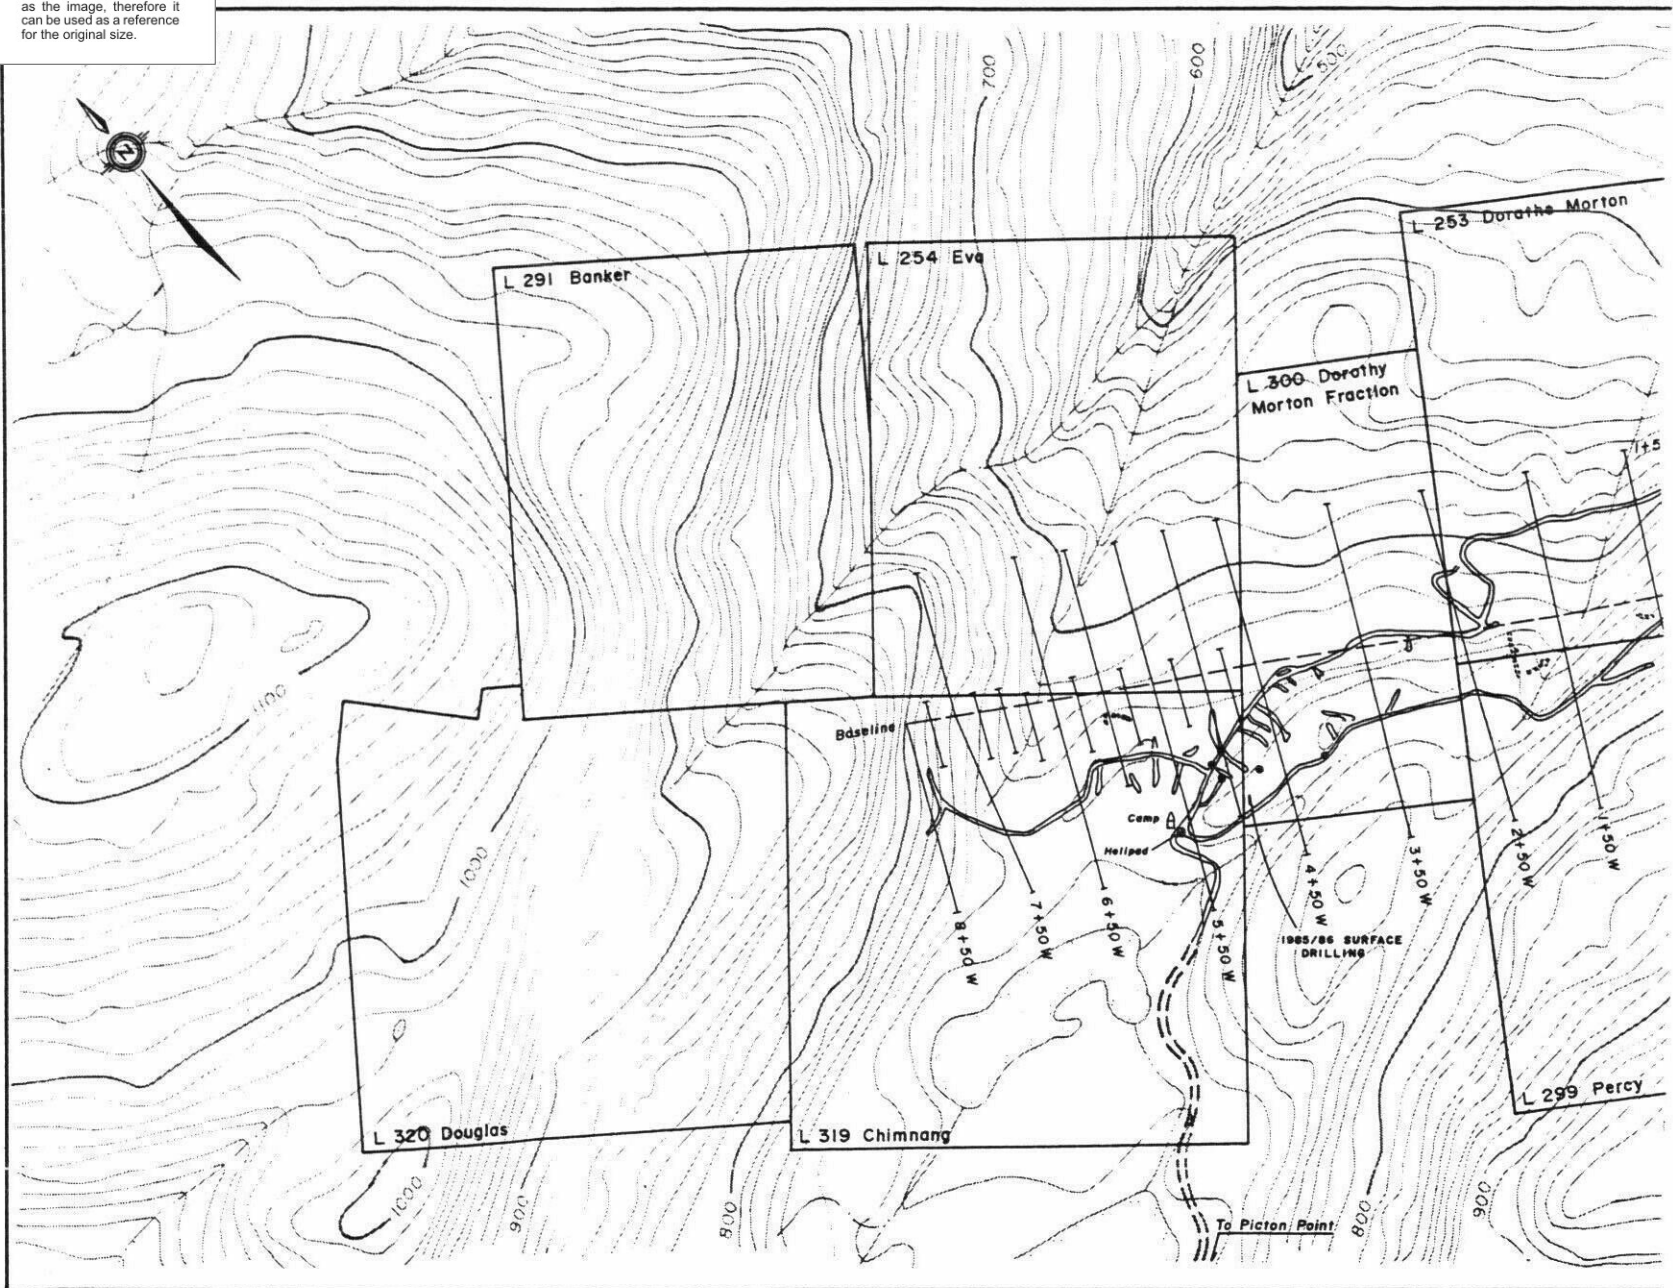 as the image, therefore it
can be used as a reference
for the original size.
N
700
600
500
L 253 Dorothe Morton
L 254 Eva
L 291 Banker
L 300 Dorothy
Morton Fraction
1+5
1100
Baseline
Camp
Helipad
1000
8+50 W
7+50 W
6+50 W
5+50 W
4+50 W
3+50 W
2+50 W
1+50 W
1985/86 SURFACE
DRILLING
L 299 Percy
L 320 Douglas
L 319 Chimnang
1000
900
800
To Picton Point
800
900